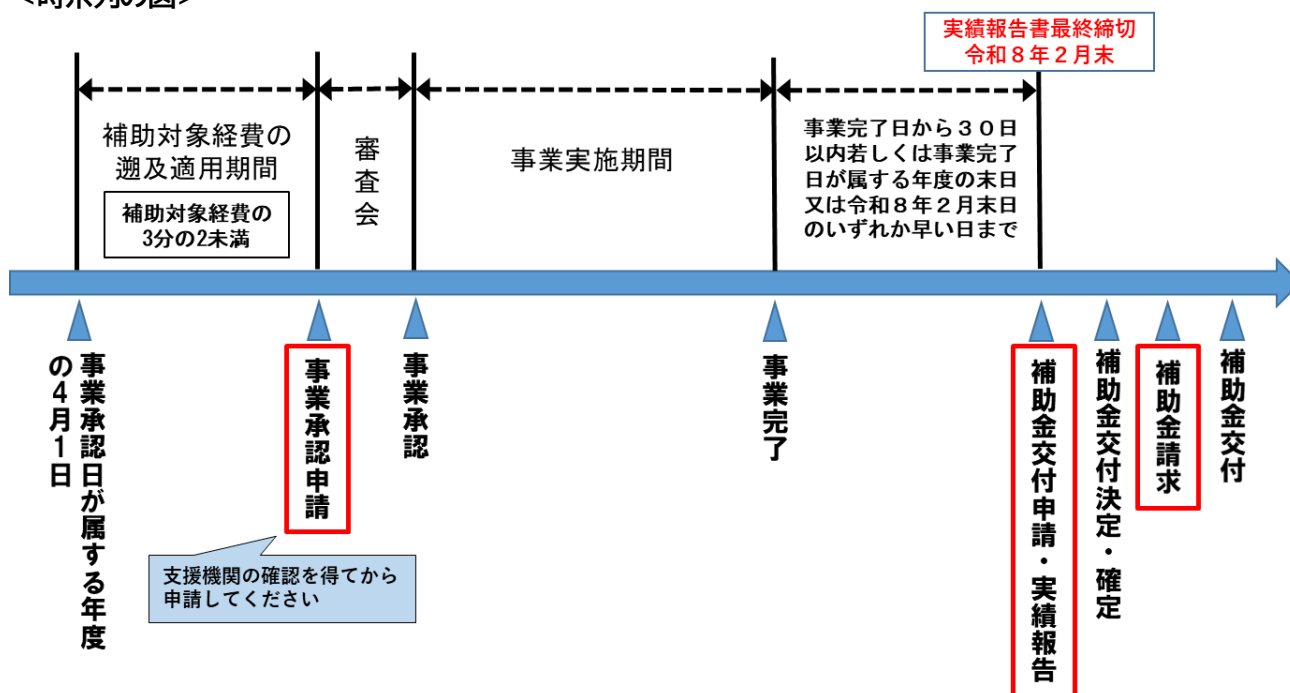 <時系列の図>
実績報告書最終締切
令和８年２月末
補助対象経費の
遡及適用期間
補助対象経費の
3分の2未満
審査会
事業実施期間
事業完了日から３０日
以内若しくは事業完了
日が属する年度の末日
又は令和８年２月末日
のいずれか早い日まで
事業承認日が属する年度
の４月１日
事業承認申請
支援機関の確認を得てから
申請してください
事業承認
事業完了
補助金交付申請・実績報告
補助金交付決定・確定
補助金請求
補助金交付